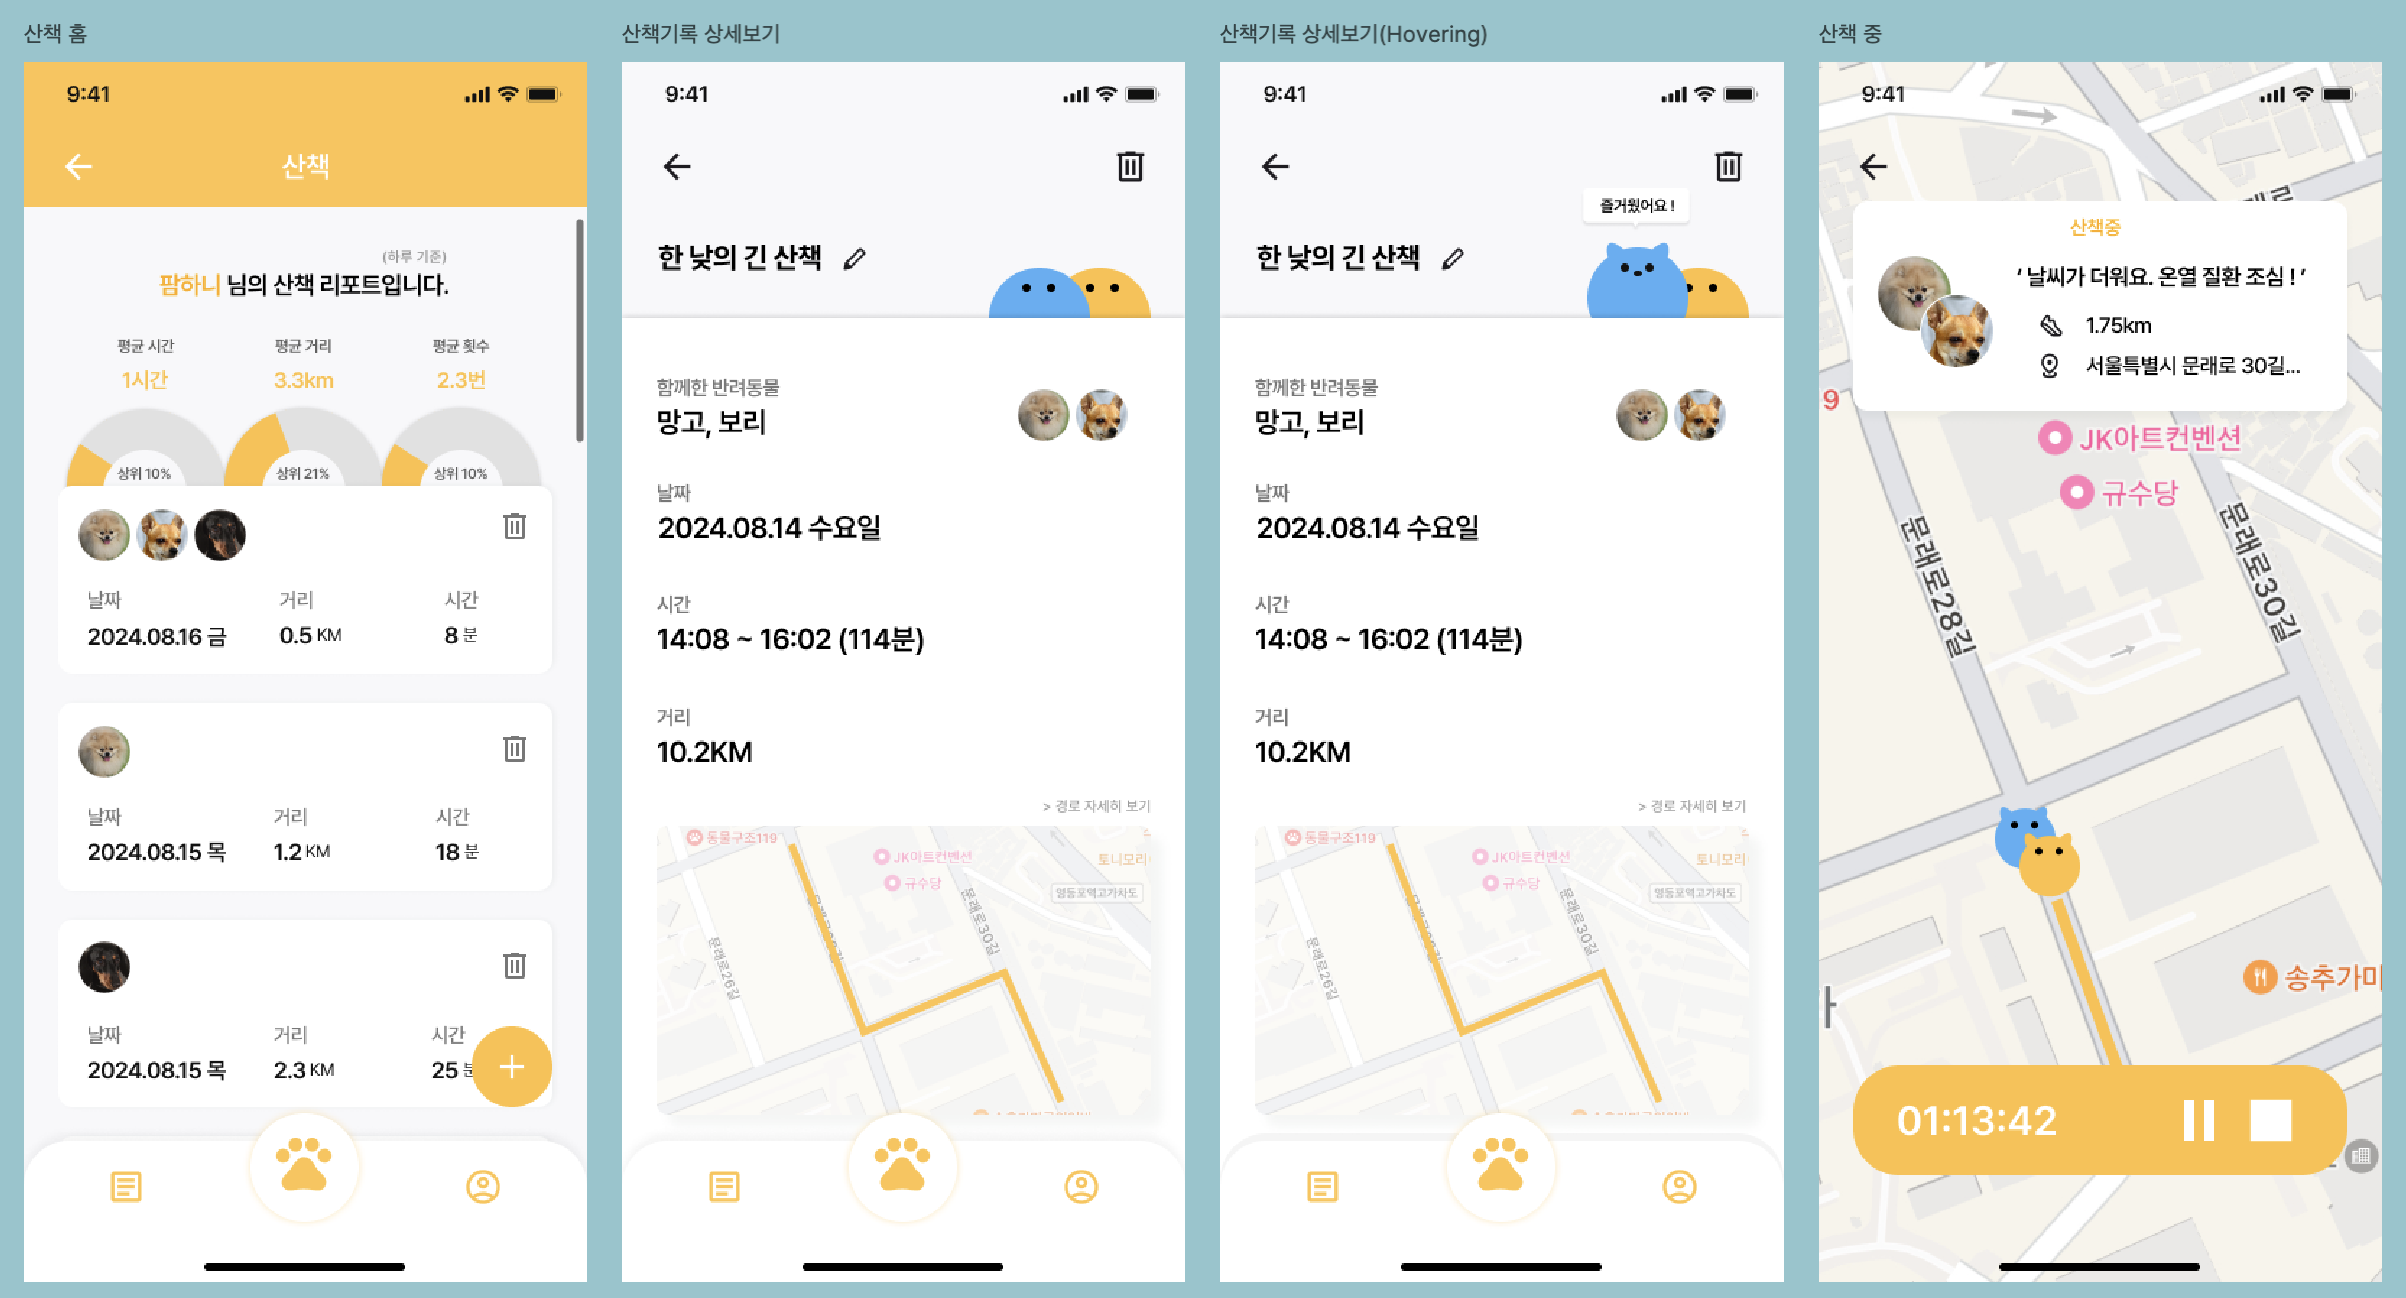 산책 홈
9:41
산책
(하루 기준)
팜하니 님의 산책 리포트입니다.
평균 시간
평균 거리
평균 횟수
1시간
3.3km
2.3번
상위 10%
상위 21%
상위 10%
날짜
거리
시간
2024.08.16 금
0.5 KM
8 분
날짜
거리
시간
2024.08.15 목
1.2 KM
18 분
날짜
거리
시간
2024.08.15 목
2.3 KM
25 분
산책기록 상세보기
9:41
한 낮의 긴 산책
함께한 반려동물
망고, 보리
날짜
2024.08.14 수요일
시간
14:08 ~ 16:02 (114분)
거리
10.2KM
> 경로 자세히 보기
동물구조119
JK아트컨벤션
규수당
토니모리
영등포역고가차도
문래로30길
문래로26길
산책기록 상세보기(Hovering)
9:41
즐거웠어요 !
한 낮의 긴 산책
함께한 반려동물
망고, 보리
날짜
2024.08.14 수요일
시간
14:08 ~ 16:02 (114분)
거리
10.2KM
> 경로 자세히 보기
동물구조119
JK아트컨벤션
규수당
토니모리
영등포역고가차도
문래로30길
문래로26길
산책 중
9:41
산책중
‘ 날씨가 더워요. 온열 질환 조심 ! ’
1.75km
서울특별시 문래로 30길...
9
JK아트컨벤션
규수당
문래로28길
문래로30길
송추가마
01:13:42